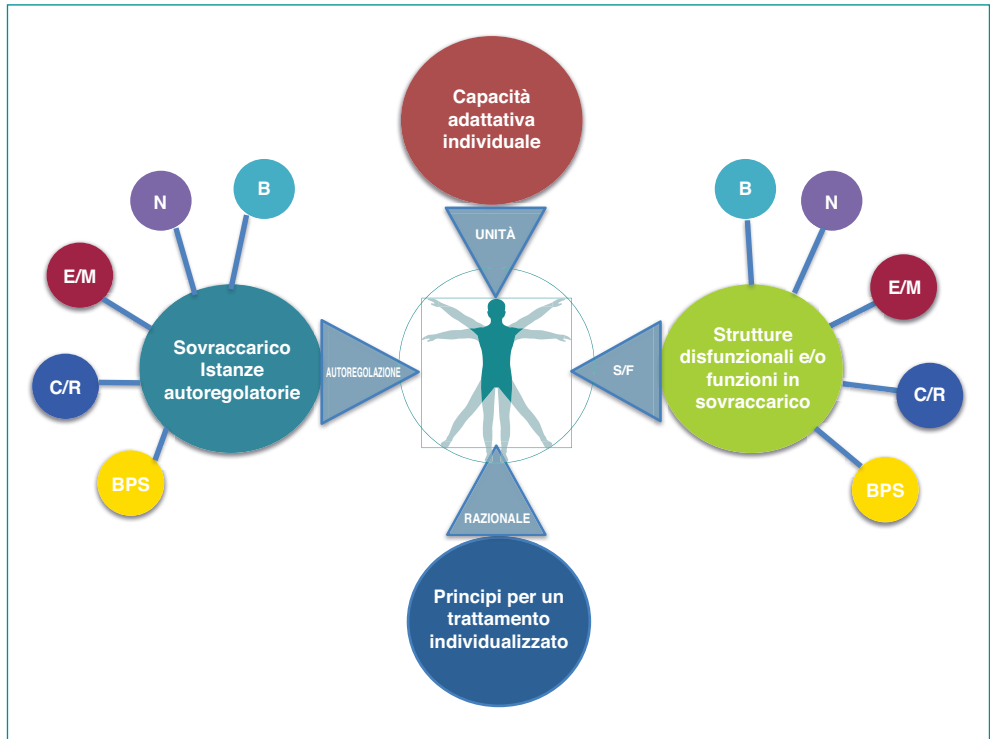 Capacità
adattativa
individuale
UNITÀ
N
B
E/M
C/R
BPS
Sovraccarico
Istanze
autoregolatorie
AUTOREGOLAZIONE
B
N
E/M
C/R
BPS
S/F
Strutture
disfunzionali e/o
funzioni in
sovraccarico
RAZIONALE
Principi per un
trattamento
individualizzato